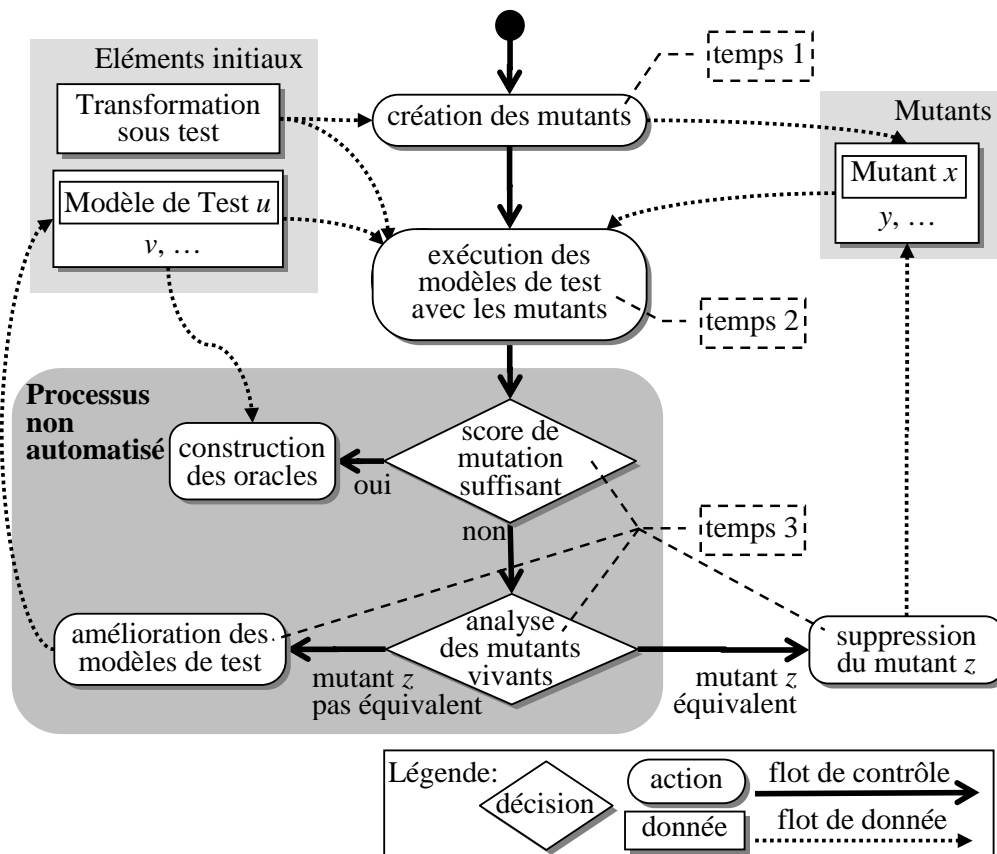 Eléments initiaux
Transformation
sous test
Modèle de Test u
v, …
temps 1
création des mutants
Mutants
Mutant x
y, …
exécution des
modèles de test
avec les mutants
temps 2
Processus
non
automatisé
construction
des oracles
oui
score de
mutation
suffisant
non
temps 3
amélioration des
modèles de test
mutant z
pas équivalent
analyse
des mutants
vivants
mutant z
équivalent
suppression
du mutant z
Légende:
décision
action
donnée
flot de contrôle
flot de donnée